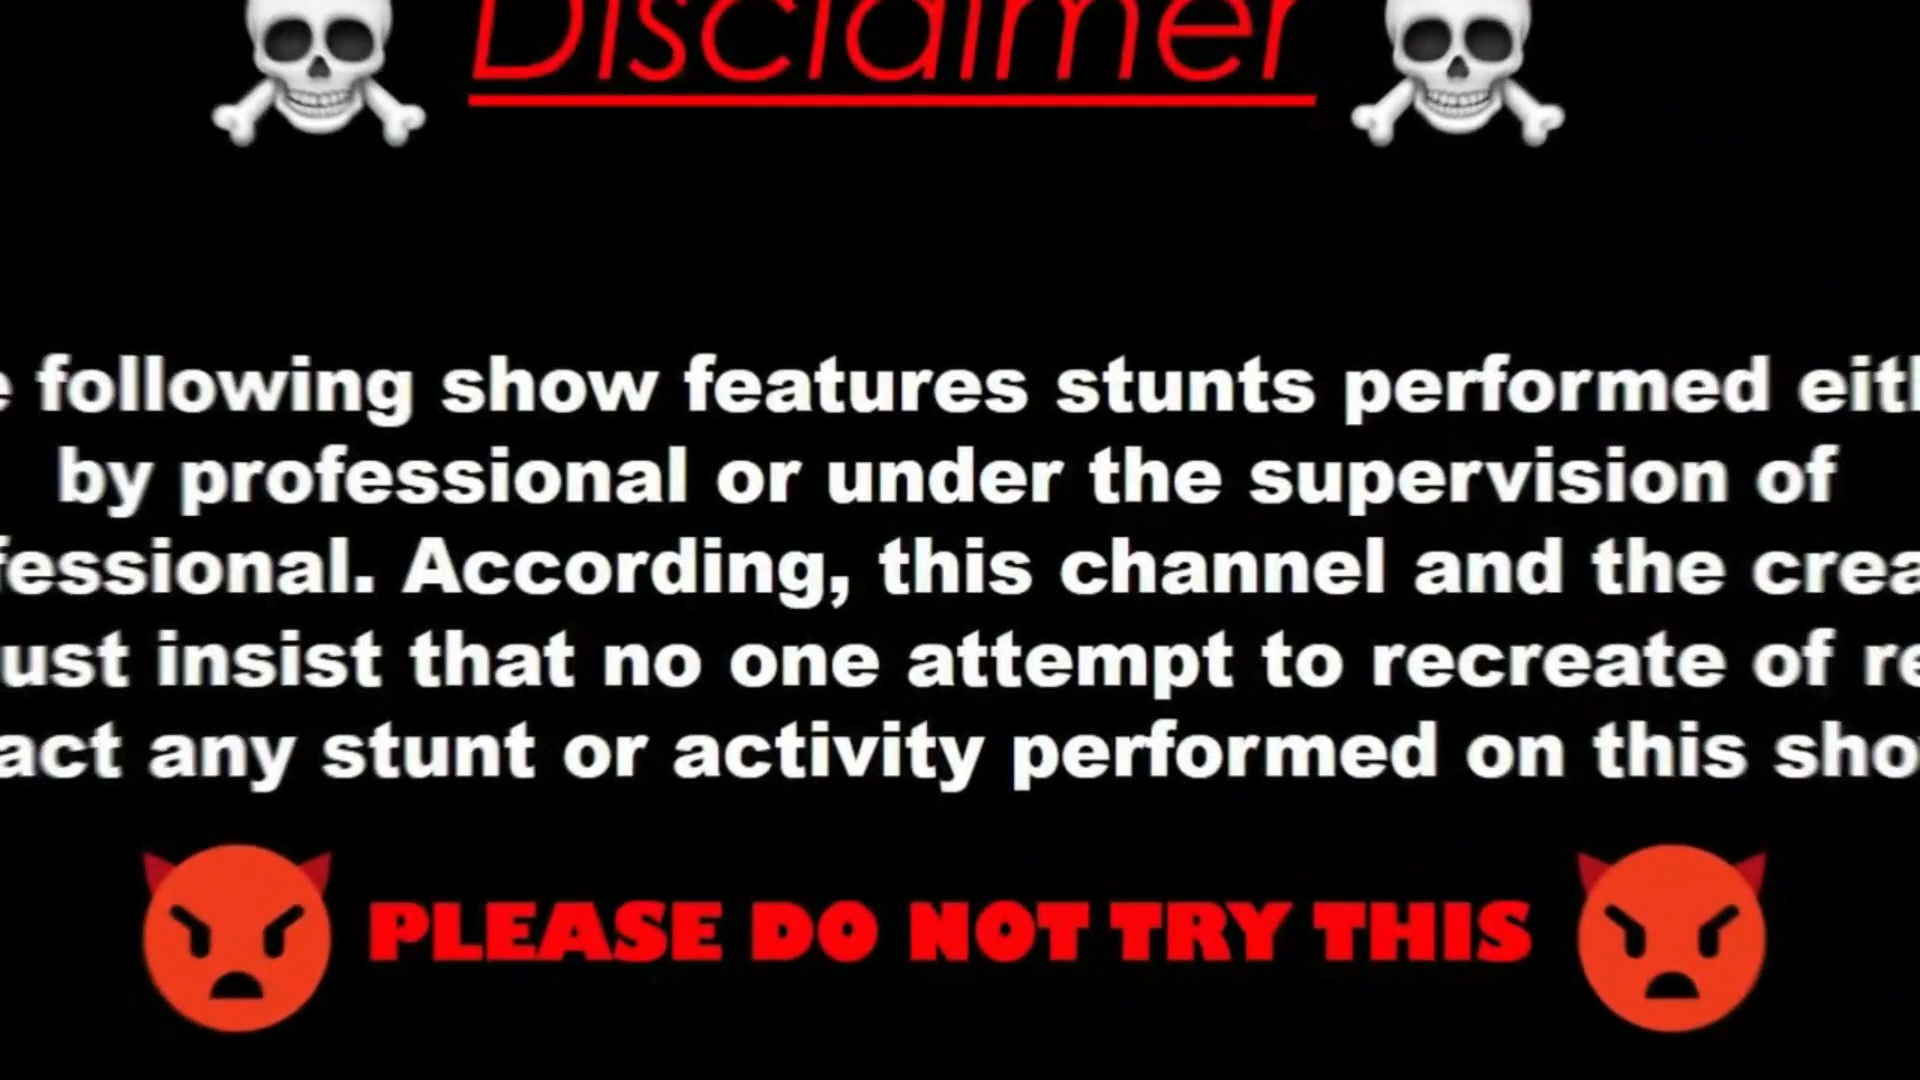 Disclaimer
e following show features stunts performed eith
by professional or under the supervision of
fessional. According, this channel and the crea
ust insist that no one attempt to recreate of re
act any stunt or activity performed on this sho
PLEASE DO NOT TRY THIS